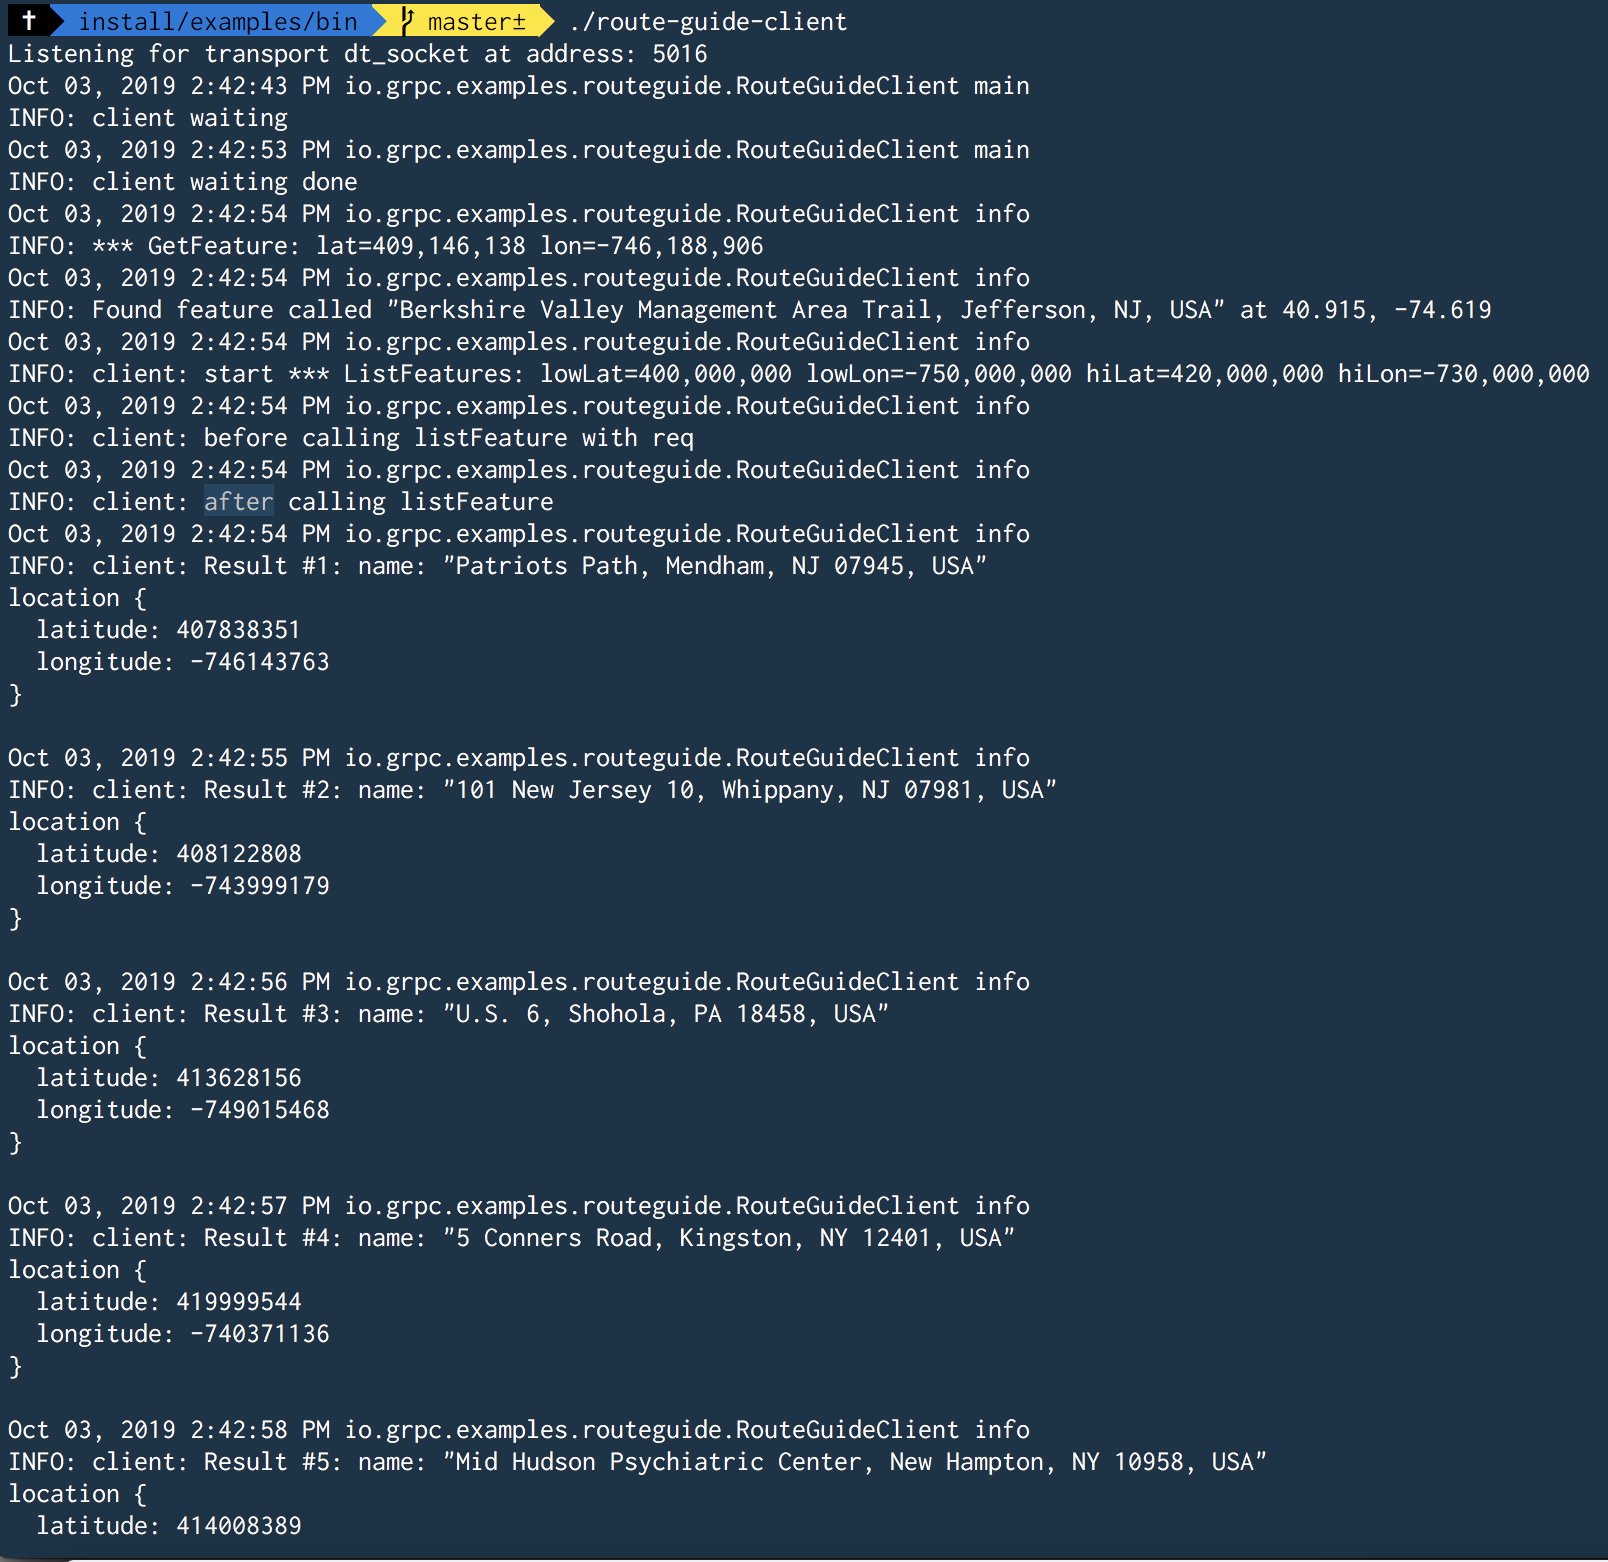 ✝ install/examples/bin master± ./route-guide-client
Listening for transport dt_socket at address: 5016
Oct 03, 2019 2:42:43 PM io.grpc.examples.routeguide.RouteGuideClient main
INFO: client waiting
Oct 03, 2019 2:42:53 PM io.grpc.examples.routeguide.RouteGuideClient main
INFO: client waiting done
Oct 03, 2019 2:42:54 PM io.grpc.examples.routeguide.RouteGuideClient info
INFO: *** GetFeature: lat=409,146,138 lon=-746,188,906
Oct 03, 2019 2:42:54 PM io.grpc.examples.routeguide.RouteGuideClient info
INFO: Found feature called "Berkshire Valley Management Area Trail, Jefferson, NJ, USA" at 40.915, -74.619
Oct 03, 2019 2:42:54 PM io.grpc.examples.routeguide.RouteGuideClient info
INFO: client: start *** ListFeatures: lowLat=400,000,000 lowLon=-750,000,000 hiLat=420,000,000 hiLon=-730,000,000
Oct 03, 2019 2:42:54 PM io.grpc.examples.routeguide.RouteGuideClient info
INFO: client: before calling listFeature with req
Oct 03, 2019 2:42:54 PM io.grpc.examples.routeguide.RouteGuideClient info
INFO: client: after calling listFeature
Oct 03, 2019 2:42:54 PM io.grpc.examples.routeguide.RouteGuideClient info
INFO: client: Result #1: name: "Patriots Path, Mendham, NJ 07945, USA"
location {
  latitude: 407838351
  longitude: -746143763
}

Oct 03, 2019 2:42:55 PM io.grpc.examples.routeguide.RouteGuideClient info
INFO: client: Result #2: name: "101 New Jersey 10, Whippany, NJ 07981, USA"
location {
  latitude: 408122808
  longitude: -743999179
}

Oct 03, 2019 2:42:56 PM io.grpc.examples.routeguide.RouteGuideClient info
INFO: client: Result #3: name: "U.S. 6, Shohola, PA 18458, USA"
location {
  latitude: 413628156
  longitude: -749015468
}

Oct 03, 2019 2:42:57 PM io.grpc.examples.routeguide.RouteGuideClient info
INFO: client: Result #4: name: "5 Conners Road, Kingston, NY 12401, USA"
location {
  latitude: 419999544
  longitude: -740371136
}

Oct 03, 2019 2:42:58 PM io.grpc.examples.routeguide.RouteGuideClient info
INFO: client: Result #5: name: "Mid Hudson Psychiatric Center, New Hampton, NY 10958, USA"
location {
  latitude: 414008389